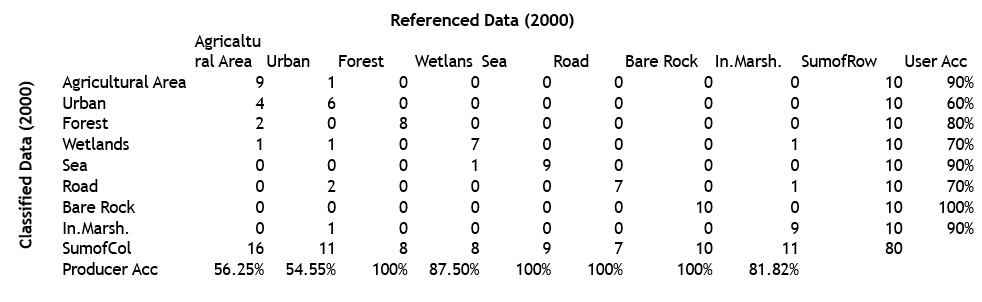 Referenced Data (2000)
Agricaltu
ral Area Urban Forest Wetlans Sea Road Bare Rock In.Marsh. SumofRow User Acc
Classified Data (2000)
Agricultural Area 9 1 0 0 0 0 0 0 10 90%
Urban 4 6 0 0 0 0 0 0 10 60%
Forest 2 0 8 0 0 0 0 0 10 80%
Wetlands 1 1 0 7 0 0 0 1 10 70%
Sea 0 0 0 1 9 0 0 0 10 90%
Road 0 2 0 0 0 7 0 1 10 70%
Bare Rock 0 0 0 0 0 0 10 0 10 100%
In.Marsh. 0 1 0 0 0 0 0 9 10 90%
SumofCol 16 11 8 8 9 7 10 11 80
Producer Acc 56.25% 54.55% 100% 87.50% 100% 100% 100% 81.82%